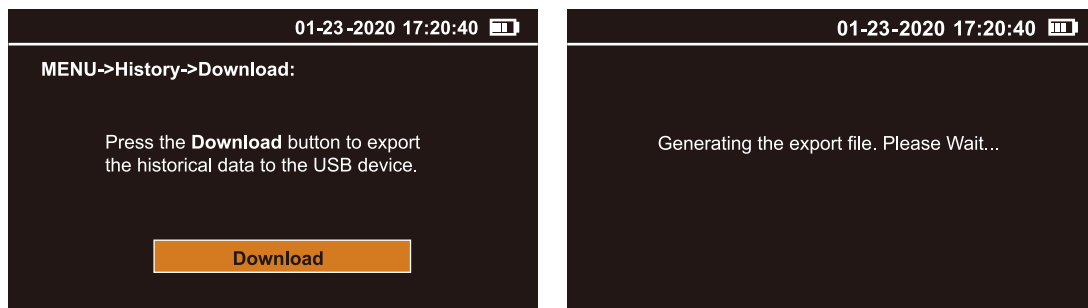 01-23-2020 17:20:40
MENU->History->Download:
Press the Download button to export
the historical data to the USB device.
Download
01-23-2020 17:20:40
Generating the export file. Please Wait...